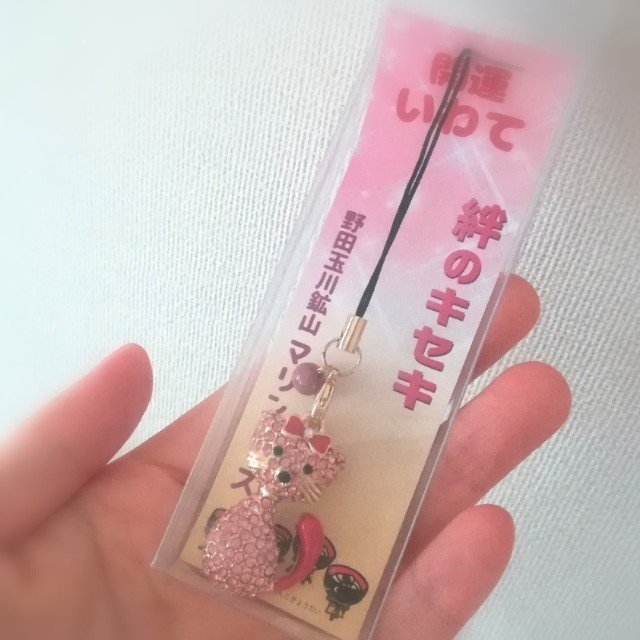 開運
いわて
絆のキセキ
野田玉川鉱山 マリン
ズ